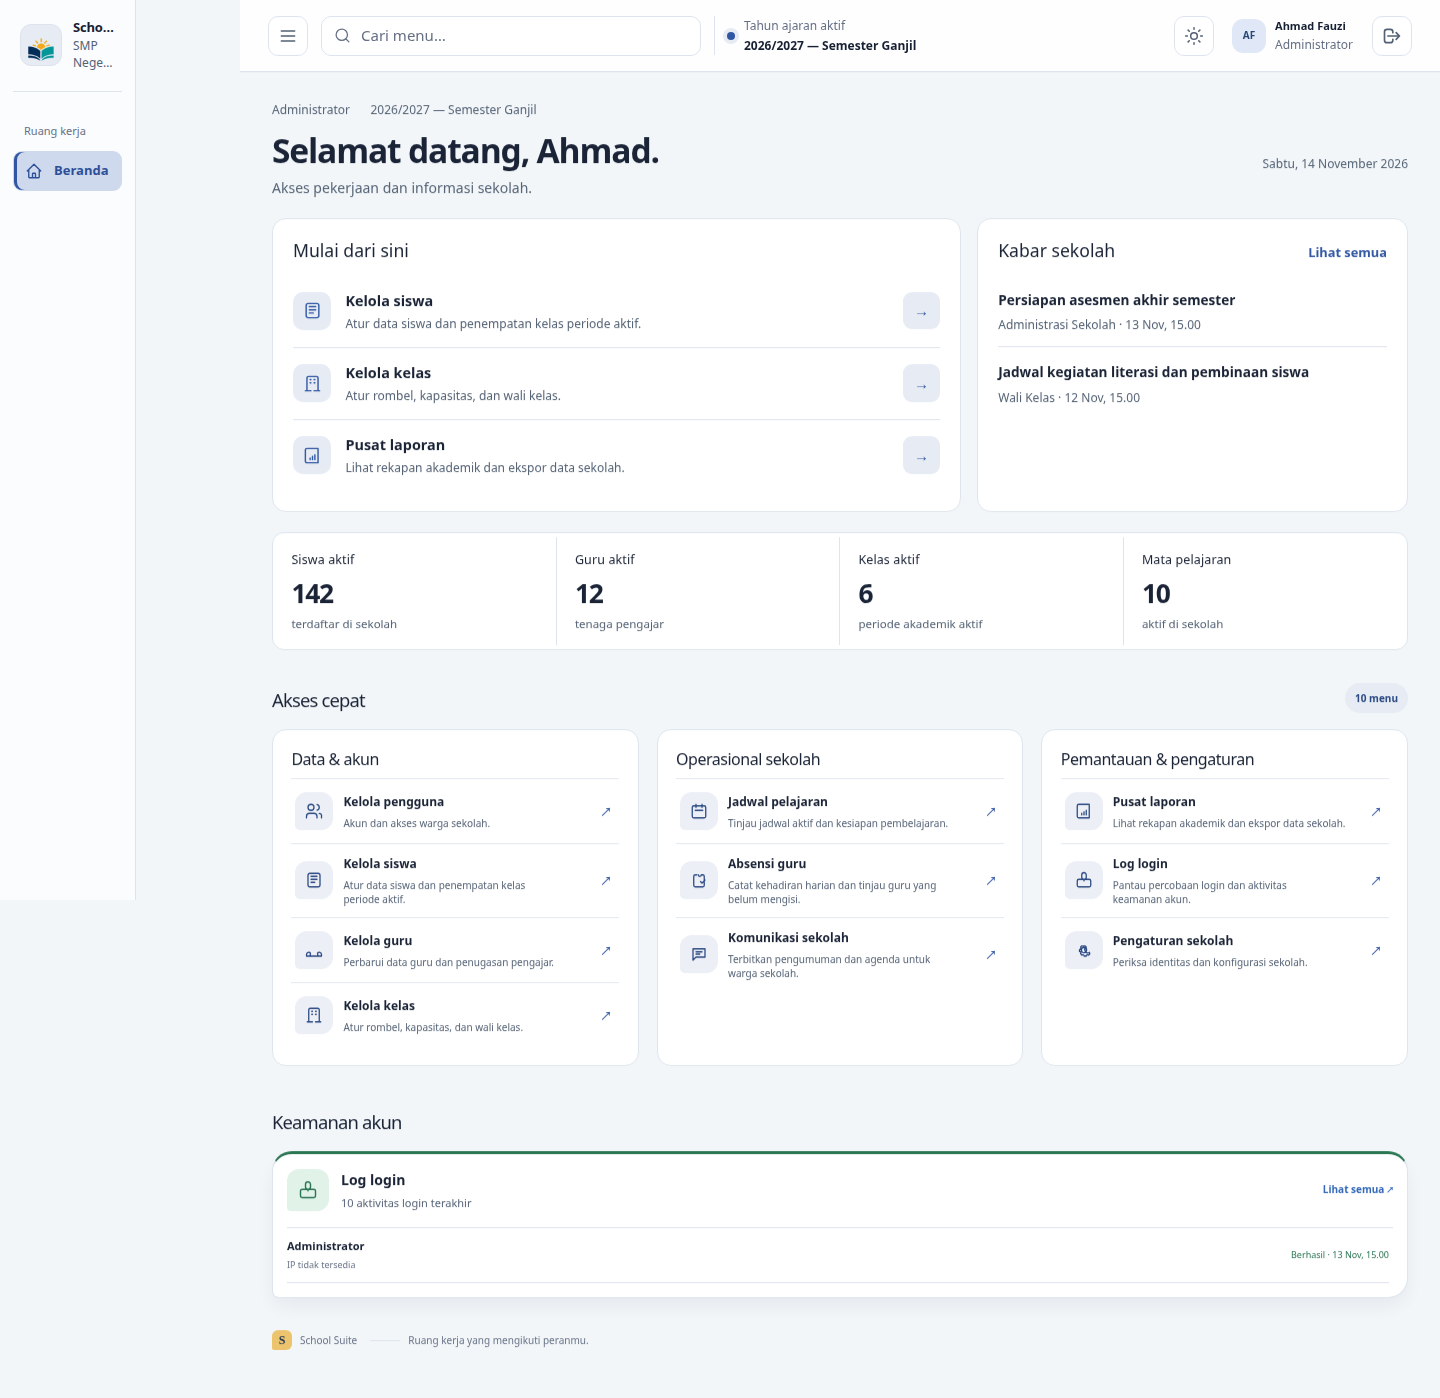 Scho...
SMP
Nege...
Ruang kerja
Beranda
Cari menu...
Tahun ajaran aktif
2026/2027 — Semester Ganjil
AF
Ahmad Fauzi
Administrator
Administrator 2026/2027 — Semester Ganjil
Selamat datang, Ahmad.
Akses pekerjaan dan informasi sekolah.
Sabtu, 14 November 2026
Mulai dari sini
Kelola siswa
Atur data siswa dan penempatan kelas periode aktif.
→
Kelola kelas
Atur rombel, kapasitas, dan wali kelas.
→
Pusat laporan
Lihat rekapan akademik dan ekspor data sekolah.
→
Kabar sekolah
Lihat semua
Persiapan asesmen akhir semester
Administrasi Sekolah · 13 Nov, 15.00
Jadwal kegiatan literasi dan pembinaan siswa
Wali Kelas · 12 Nov, 15.00
Siswa aktif
142
terdaftar di sekolah
Guru aktif
12
tenaga pengajar
Kelas aktif
6
periode akademik aktif
Mata pelajaran
10
aktif di sekolah
Akses cepat
10 menu
Data & akun
Kelola pengguna
Akun dan akses warga sekolah.
↗
Kelola siswa
Atur data siswa dan penempatan kelas
periode aktif.
↗
Kelola guru
Perbarui data guru dan penugasan pengajar.
↗
Kelola kelas
Atur rombel, kapasitas, dan wali kelas.
↗
Operasional sekolah
Jadwal pelajaran
Tinjau jadwal aktif dan kesiapan pembelajaran.
↗
Absensi guru
Catat kehadiran harian dan tinjau guru yang
belum mengisi.
↗
Komunikasi sekolah
Terbitkan pengumuman dan agenda untuk
warga sekolah.
↗
Pemantauan & pengaturan
Pusat laporan
Lihat rekapan akademik dan ekspor data sekolah.
↗
Log login
Pantau percobaan login dan aktivitas
keamanan akun.
↗
Pengaturan sekolah
Periksa identitas dan konfigurasi sekolah.
↗
Keamanan akun
Log login
10 aktivitas login terakhir
Lihat semua ↗
Administrator
IP tidak tersedia
Berhasil · 13 Nov, 15.00
S
School Suite
Ruang kerja yang mengikuti peranmu.